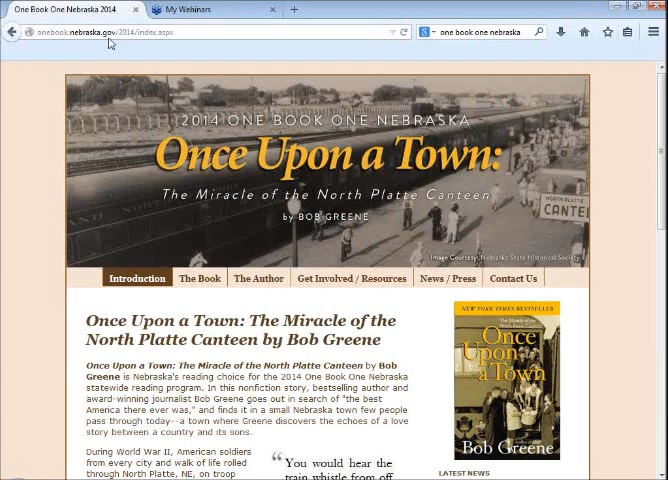 One Book One Nebraska 2014
My Webinars
onebook.nebraska.gov/2014/index.aspx
one book one nebraska
2014 ONE BOOK ONE NEBRASKA
Once Upon a Town:
The Miracle of the North Platte Canteen
by BOB GREENE
NORTH PLATTE
CANTE
Image Courtesy: Nebraska State Historical Society
Introduction
The Book
The Author
Get Involved / Resources
News / Press
Contact Us
Once Upon a Town: The Miracle of the
North Platte Canteen by Bob Greene
Once Upon a Town: The Miracle of the North Platte Canteen by Bob
Greene is Nebraska's reading choice for the 2014 One Book One Nebraska
statewide reading program. In this nonfiction story, bestselling author and
award-winning journalist Bob Greene goes out in search of "the best
America there ever was," and finds it in a small Nebraska town few people
pass through today--a town where Greene discovers the echoes of a love
story between a country and its sons.
During World War II, American soldiers
from every city and walk of life rolled
through North Platte, NE, on troop
“ You would hear the
train whistle from off
NEW YORK TIMES BESTSELLER
The Miracle of the
North Platte Canteen
Once
Upon
a Town
Bob Greene
LATEST NEWS